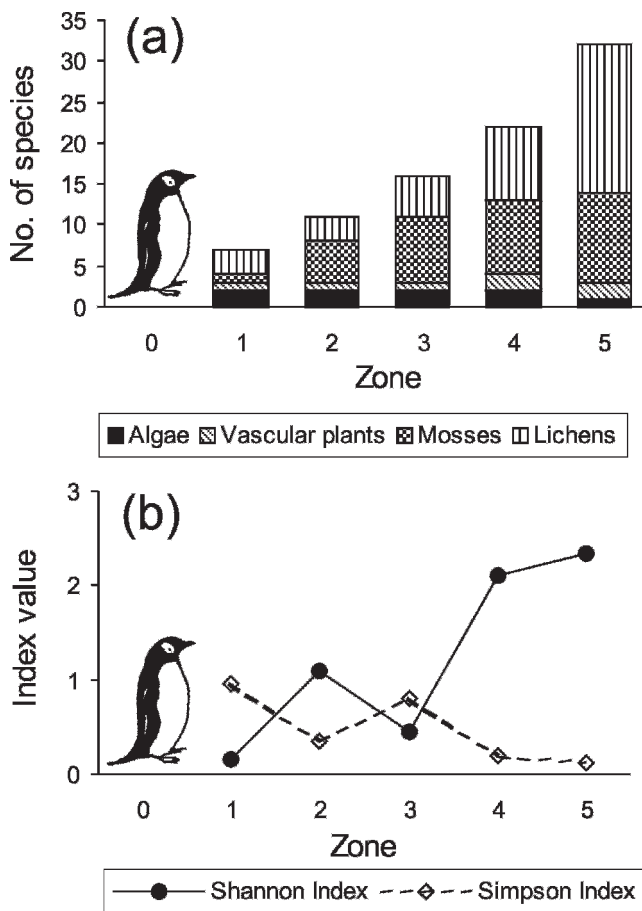 (a)
No. of species
35
30
25
20
15
10
5
0
0 1 2 3 4 5
Zone
Algae Vascular plants Mosses Lichens
(b)
Index value
3
2
1
0
0 1 2 3 4 5
Zone
Shannon Index Simpson Index